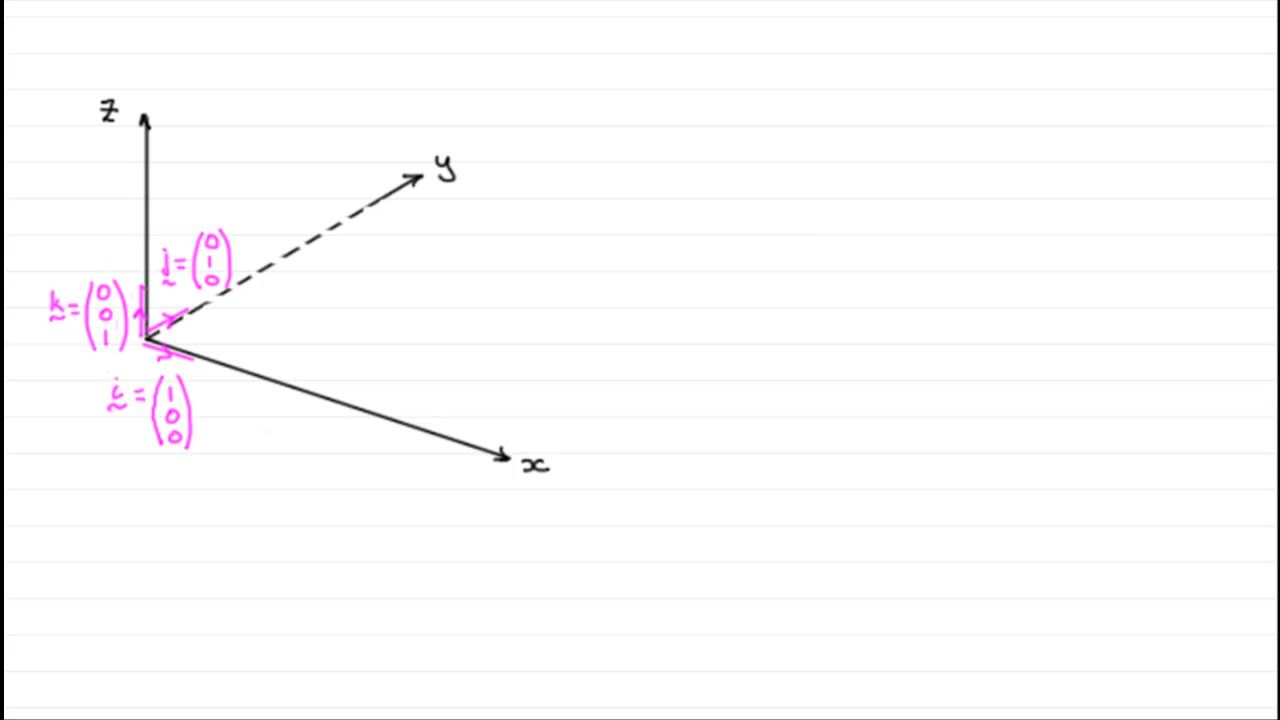 z
y
j = (0 1 0)
k = (0 0 1)
i = (1 0 0)
x